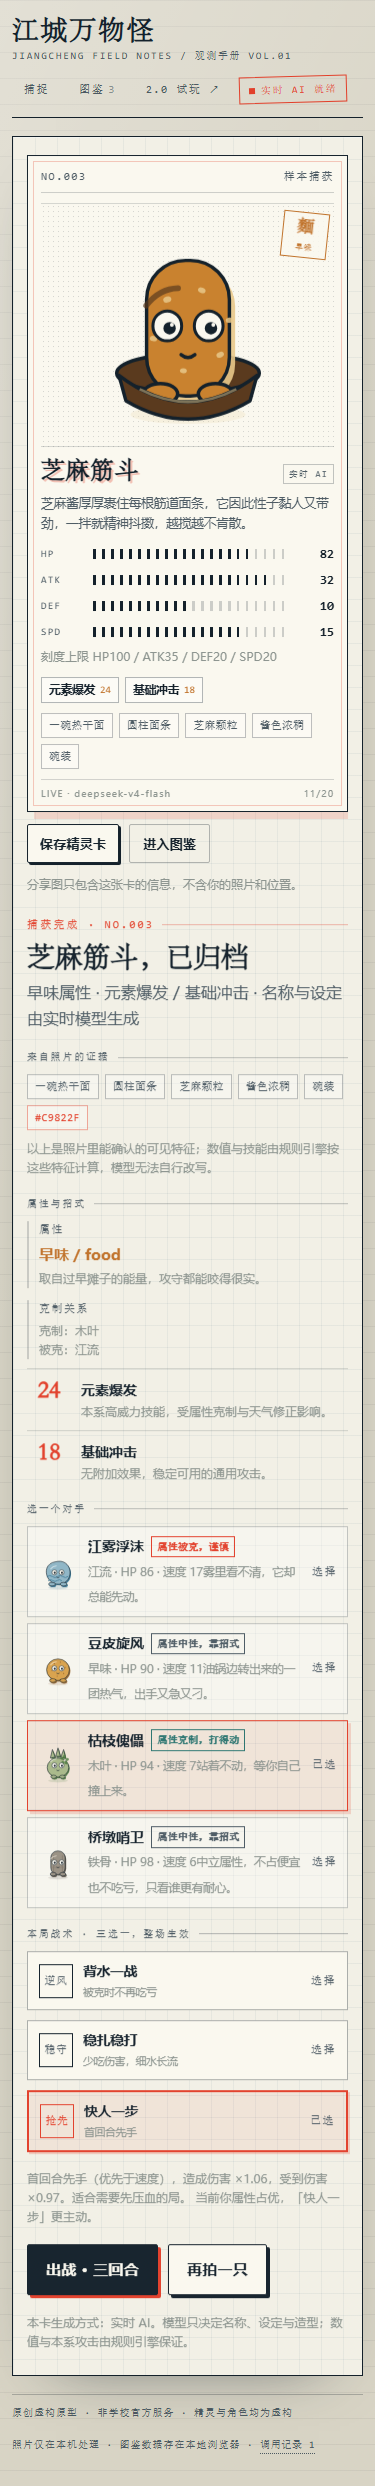 江城万物怪
JIANGCHENG FIELD NOTES / 观测手册 VOL.01
捕捉 图鉴 3 2.0 试玩 ↗ 实时 AI 就绪
NO.003 样本捕获
早味
芝麻筋斗 实时 AI
芝麻酱厚厚裹住每根筋道面条，它因此性子黏人又带
劲，一拌就精神抖擞，越搅越不肯散。
HP 82
ATK 32
DEF 10
SPD 15
刻度上限 HP100 / ATK35 / DEF20 / SPD20
元素爆发 24 基础冲击 18
一碗热干面 圆柱面条 芝麻颗粒 酱色浓稠
碗装
LIVE · deepseek-v4-flash 11/20
保存精灵卡 进入图鉴
分享图只包含这张卡的信息，不含你的照片和位置。
捕获完成 · NO.003
芝麻筋斗，已归档
早味属性 · 元素爆发 / 基础冲击 · 名称与设定
由实时模型生成
来自照片的证据
一碗热干面 圆柱面条 芝麻颗粒 酱色浓稠 碗装
#C9822F
以上是照片里能确认的可见特征；数值与技能由规则引擎按
这些特征计算，模型无法自行改写。
属性与招式
属性
早味 / food
取自过早摊子的能量，攻守都能咬得很实。
克制关系
克制：木叶
被克：江流
24 元素爆发
本系高威力技能，受属性克制与天气修正影响。
18 基础冲击
无附加效果，稳定可用的通用攻击。
选一个对手
江雾浮沫 属性被克，谨慎
江流 · HP 86 · 速度 17雾里看不清，它却 选择
总能先动。
豆皮旋风 属性中性，靠招式
早味 · HP 90 · 速度 11油锅边转出来的一 选择
团热气，出手又急又刁。
枯枝傀儡 属性克制，打得动
木叶 · HP 94 · 速度 7站着不动，等你自己 已选
撞上来。
桥墩哨卫 属性中性，靠招式
铁骨 · HP 98 · 速度 6中立属性，不占便宜 选择
也不吃亏，只看谁更有耐心。
本局战术 · 三选一，整场生效
逆风 背水一战 选择
被克时不再吃亏
稳守 稳扎稳打 选择
少吃伤害，细水长流
抢先 快人一步 已选
首回合先手
首回合先手（优先于速度），造成伤害 ×1.06，受到伤害
×0.97。适合需要先压血的局。 当前你属性占优，「快人一
步」更主动。
出战 · 三回合 再拍一只
本卡生成方式：实时 AI。模型只决定名称、设定与造型；数
值与本系攻击由规则引擎保证。
原创虚构原型 · 非学校官方服务 · 精灵与角色均为虚构
照片仅在本机处理 · 图鉴数据存在本地浏览器 · 调用记录 1